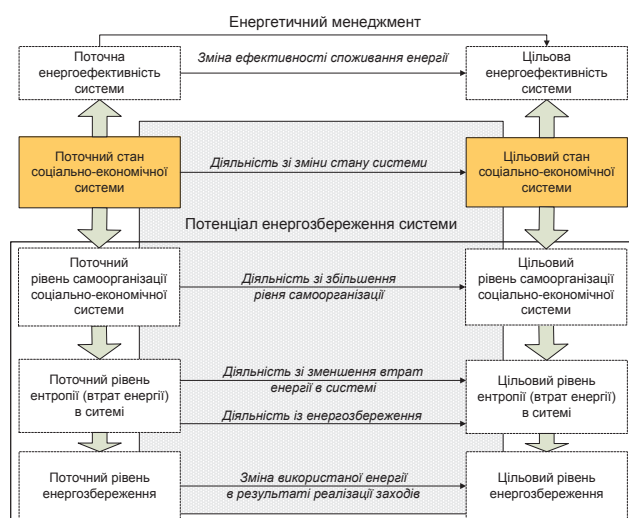 Енергетичний менеджмент
Поточна
енергоефективність
системи
Зміна ефективності споживання енергії
Цільова
енергоефективність
системи
Поточний стан
соціально-економічної
системи
Діяльність зі зміни стану системи
Цільовий стан
соціально-економічної
системи
Потенціал енергозбереження системи
Поточний
рівень самоорганізації
соціально-економічної
системи
Діяльність зі збільшення
рівня самоорганізації
Цільовий
рівень самоорганізації
соціально-економічної
системи
Поточний рівень
ентропії (втрат енергії)
в ситемі
Діяльність зі зменшення втрат
енергії в системі
Діяльність із енергозбереження
Цільовий рівень
ентропії (втрат енергії)
в ситемі
Поточний рівень
енергозбереження
Зміна використаної енергії
в результаті реалізації заходів
Цільовий рівень
енергозбереження